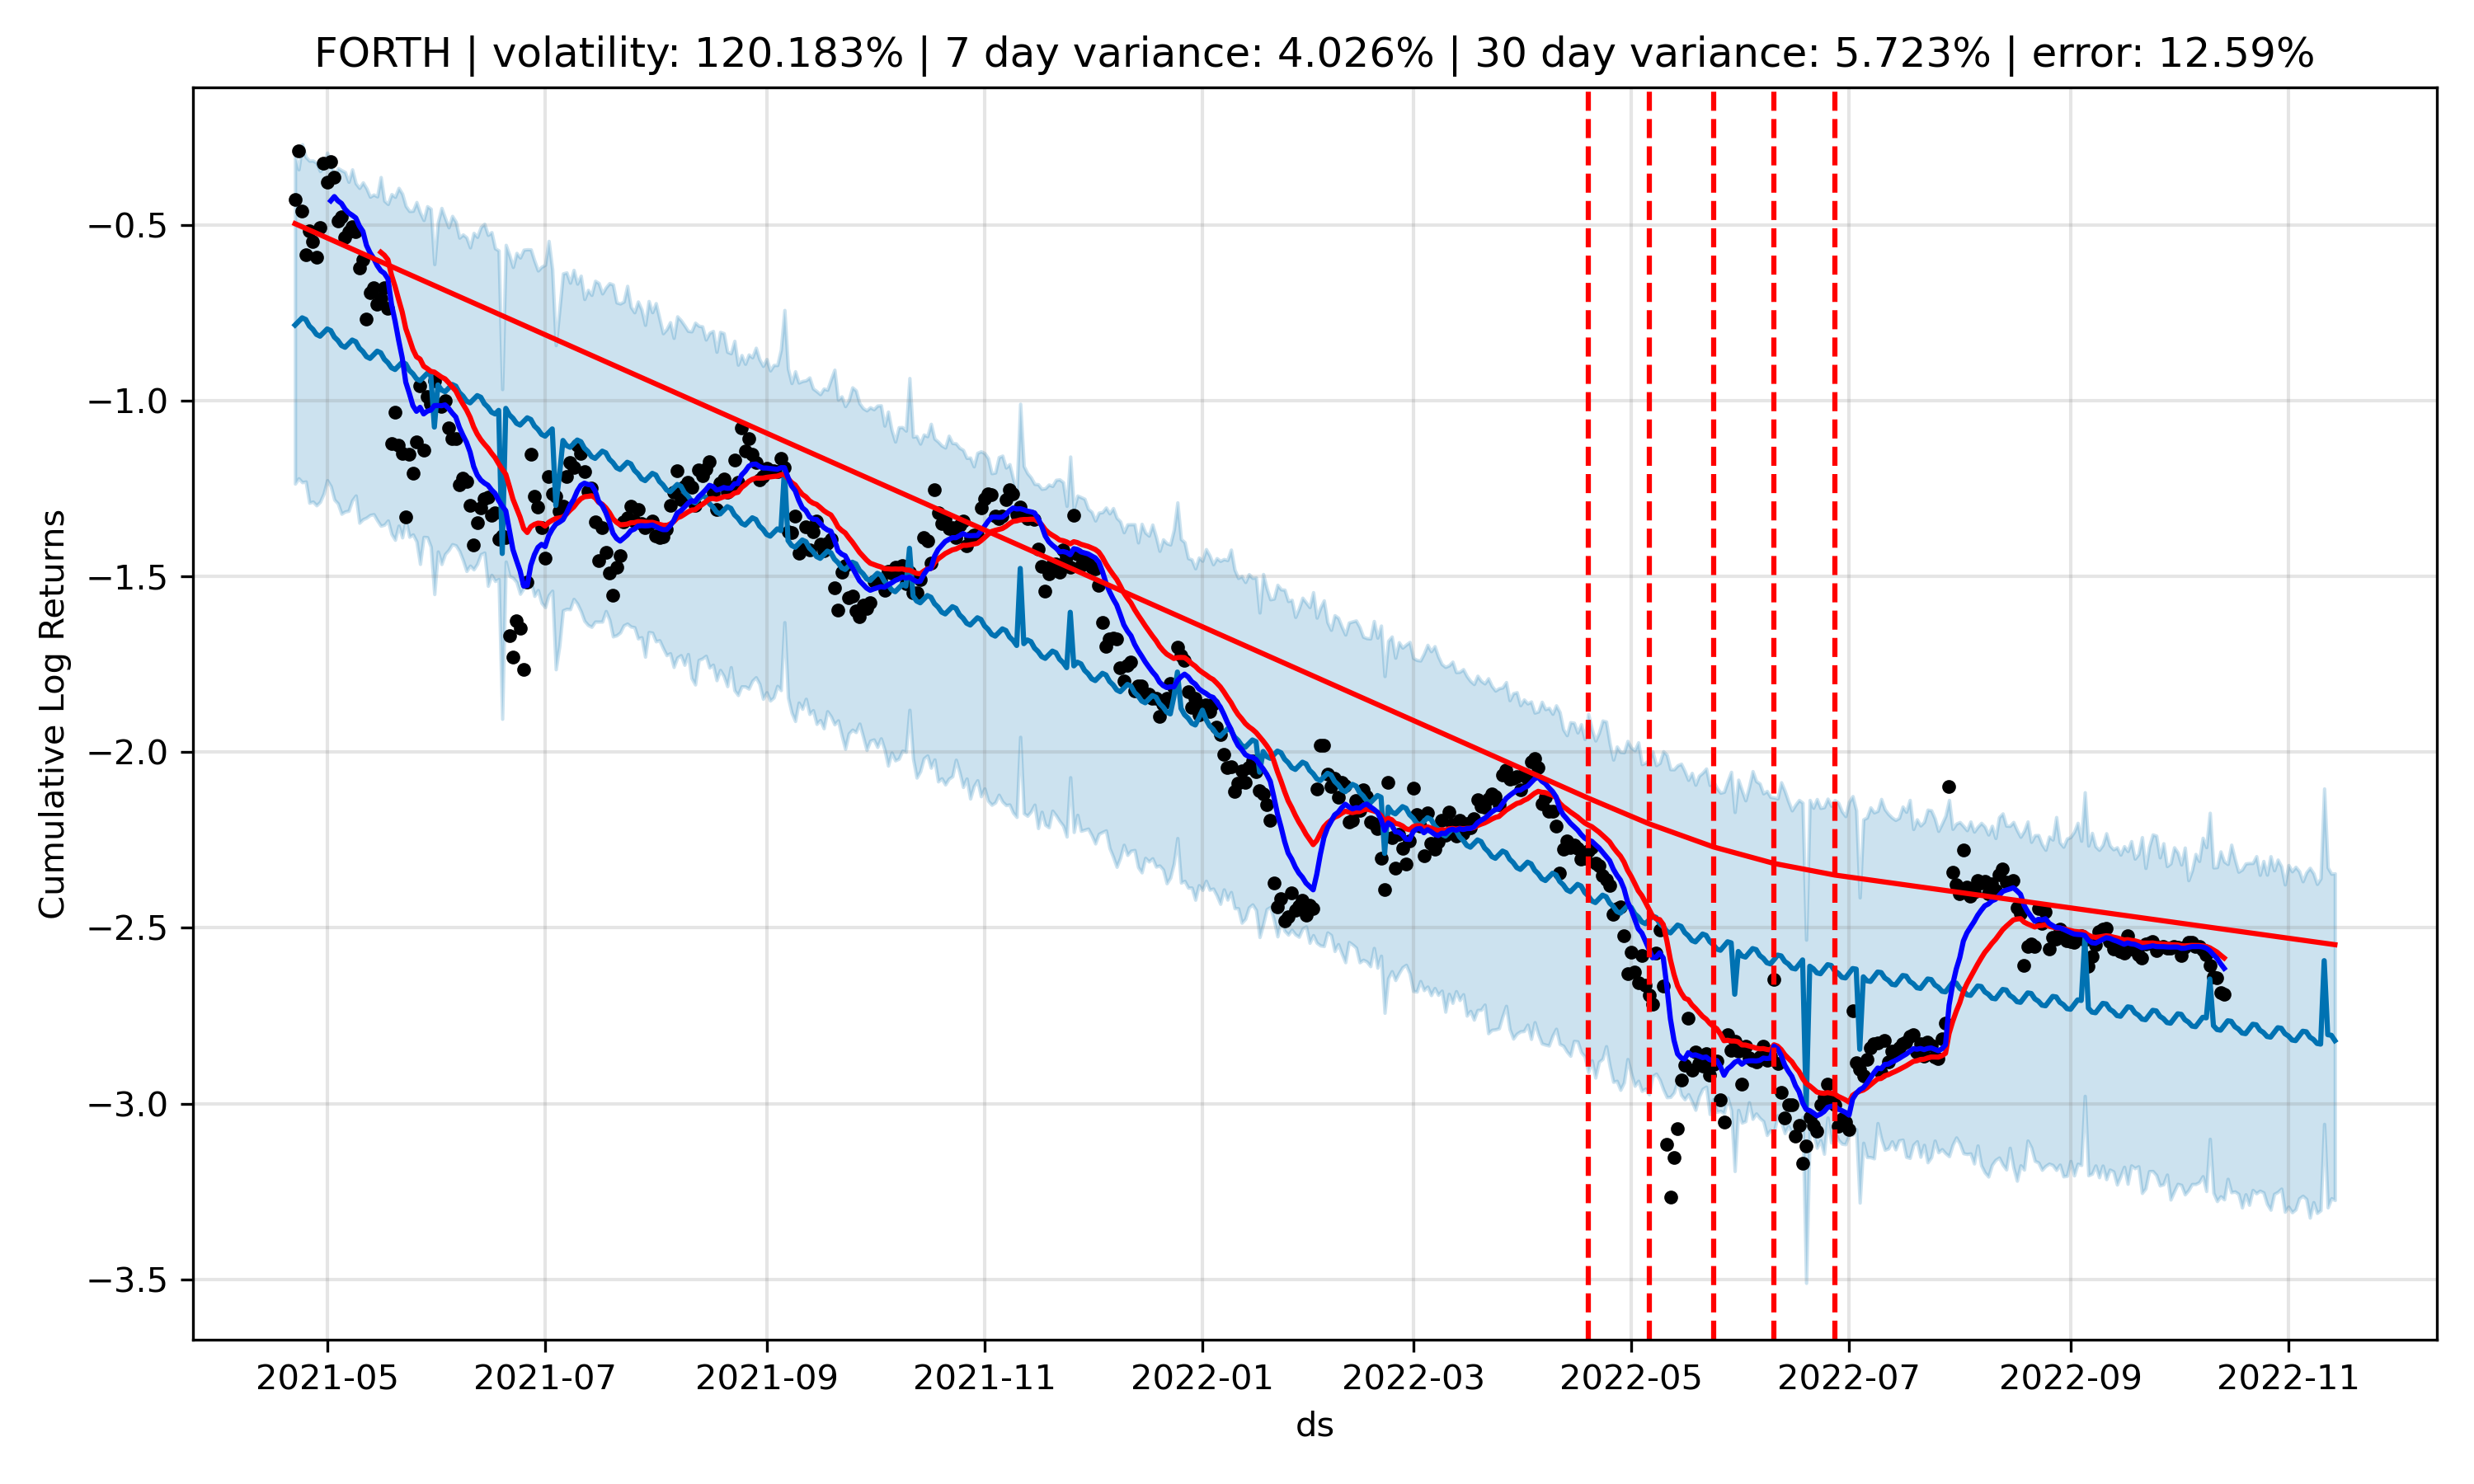 FORTH | volatility: 120.183% | 7 day variance: 4.026% | 30 day variance: 5.723% | error: 12.59%
Cumulative Log Returns
−0.5
−1.0
−1.5
−2.0
−2.5
−3.0
−3.5
2021-05 2021-07 2021-09 2021-11 2022-01 2022-03 2022-05 2022-07 2022-09 2022-11
ds